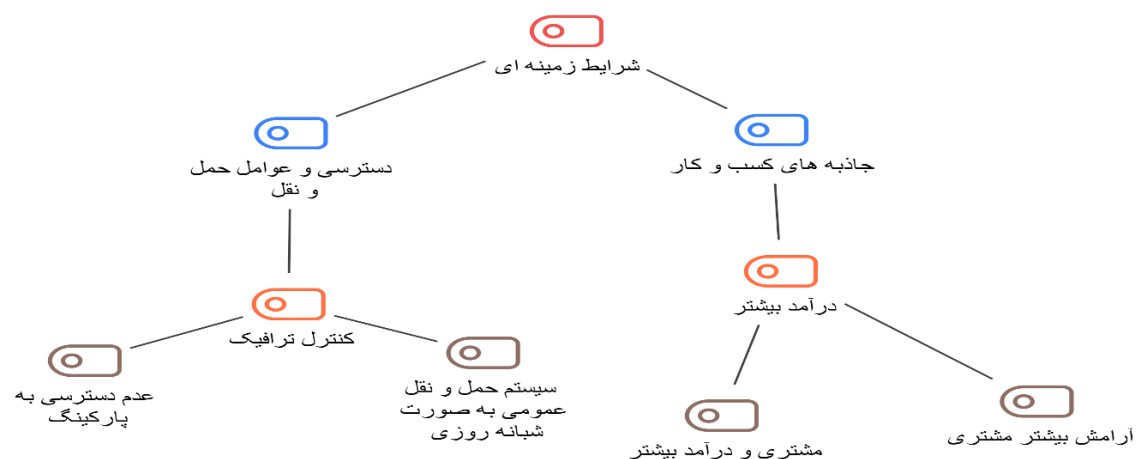 شرایط زمینه ای
جاذبه های کسب و کار
دسترسی و عوامل حمل
و نقل
درآمد بیشتر
کنترل ترافیک
آرامش بیشتر مشتری
مشتری و درآمد بیشتر
سیستم حمل و نقل
عمومی به صورت
شبانه روزی
عدم دسترسی به
پارکینگ